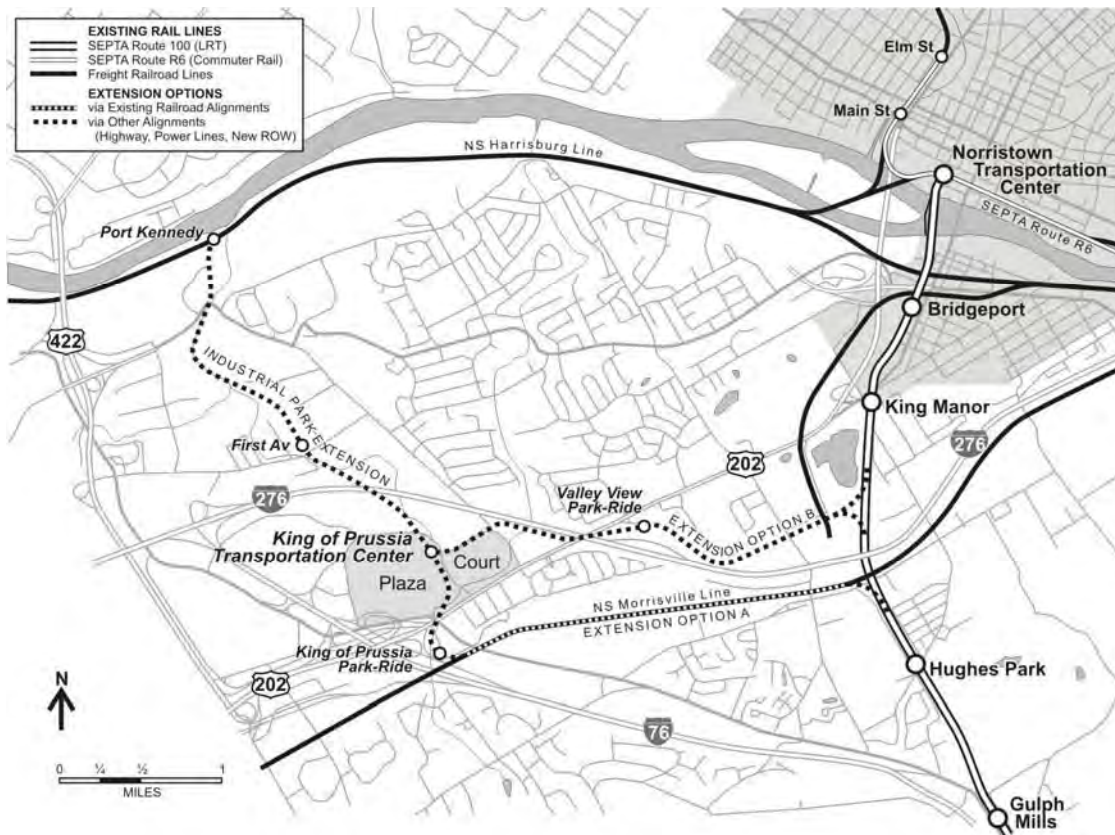 EXISTING RAIL LINES
SEPTA Route 100 (LRT)
SEPTA Route R6 (Commuter Rail)
Freight Railroad Lines
EXTENSION OPTIONS
via Existing Railroad Alignments
via Other Alignments
(Highway, Power Lines, New ROW)
Elm St
Main St
NS Harrisburg Line
Norristown
Transportation
Center
SEPTA Route R6
Port Kennedy
Bridgeport
422
INDUSTRIAL PARK EXTENSION
King Manor
First Av
276
202
276
Valley View
Park-Ride
EXTENSION OPTION B
King of Prussia
Transportation Center
Court
Plaza
NS Morrisville Line
EXTENSION OPTION A
King of Prussia
Park-Ride
Hughes Park
202
N
76
0 ¼ ½ 1
MILES
Gulph
Mills